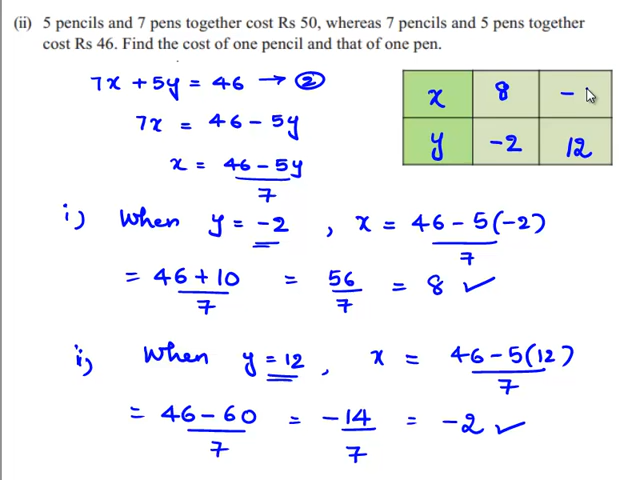 (ii) 5 pencils and 7 pens together cost Rs 50, whereas 7 pencils and 5 pens together
cost Rs 46. Find the cost of one pencil and that of one pen.
7x + 5y = 46 → ②
7x = 46 - 5y
x = 46 - 5y / 7
x 8 -
y -2 12
i) When y = -2 , x = 46 - 5(-2) / 7
= 46 + 10 / 7 = 56 / 7 = 8 ✓
ii) When y = 12 , x = 46 - 5(12) / 7
= 46 - 60 / 7 = -14 / 7 = -2 ✓